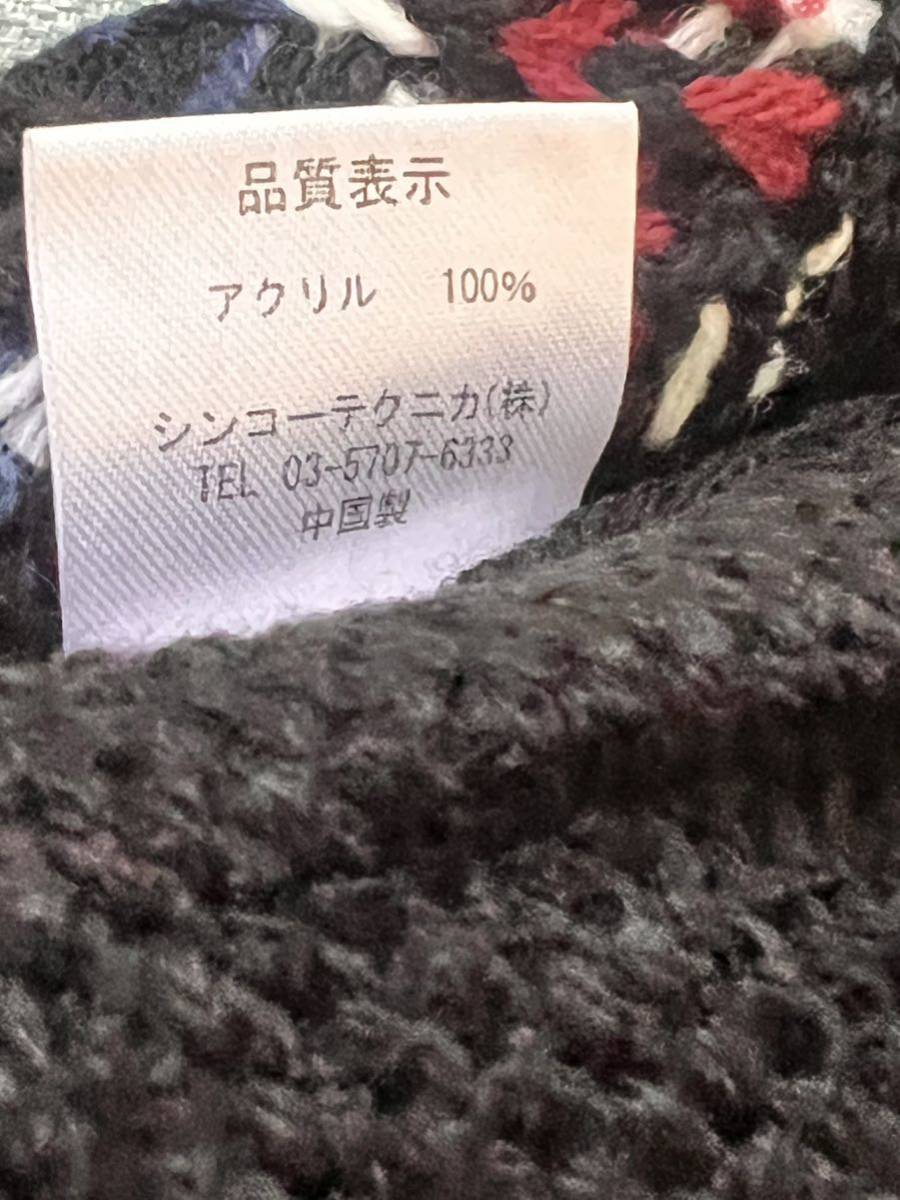 品質表示
アクリル 100%
シンコーテクニカ(株)
TEL 03-5707-6333
中国製